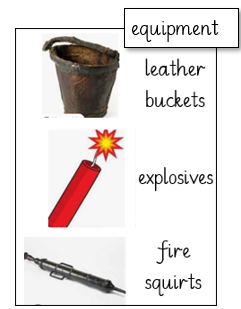 equipment
leather
buckets
explosives
fire
squirts